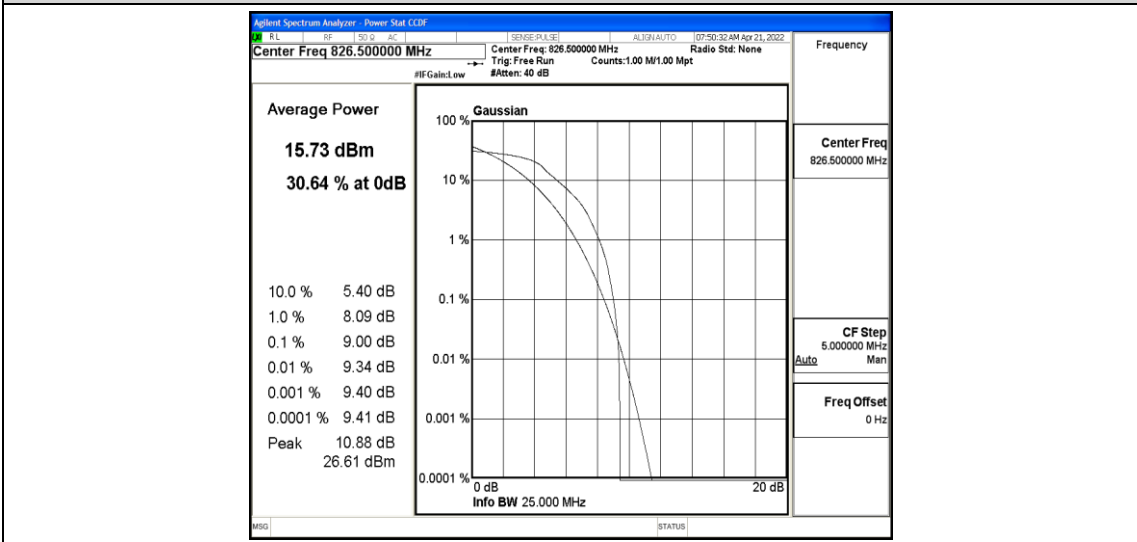 Agilent Spectrum Analyzer - Power Stat CCDF
LXI RL RF 50 Ω AC SENSE:PULSE ALIGN AUTO 07:50:32 AM Apr 21, 2022
Center Freq 826.500000 MHz
Center Freq: 826.500000 MHz Radio Std: None
Trig: Free Run Counts:1.00 M/1.00 Mpt
#IFGain:Low #Atten: 40 dB
Frequency
Average Power
15.73 dBm
30.64 % at 0dB
10.0 % 5.40 dB
1.0 % 8.09 dB
0.1 % 9.00 dB
0.01 % 9.34 dB
0.001 % 9.40 dB
0.0001 % 9.41 dB
Peak 10.88 dB
26.61 dBm
Gaussian
100 %
10 %
1 %
0.1 %
0.01 %
0.001 %
0.0001 %
0 dB 20 dB
Info BW 25.000 MHz
Center Freq
826.500000 MHz
CF Step
5.000000 MHz
Auto Man
Freq Offset
0 Hz
MSG STATUS